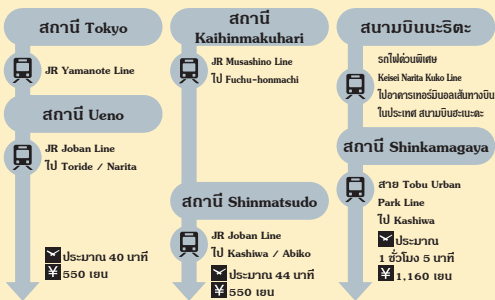 สถานี Tokyo
JR Yamanote Line
สถานี Ueno
JR Joban Line
ไป Toride / Narita
ประมาณ 40 นาที
¥ 550 เยน
สถานี
Kaihinmakuhari
JR Musashino Line
ไป Fuchu-honmachi
สถานี Shinmatsudo
JR Joban Line
ไป Kashiwa / Abiko
ประมาณ 44 นาที
¥ 550 เยน
สนามบินนะริตะ
รถไฟด่วนพิเศษ
Keisei Narita Kuko Line
ไปอาคารเทอร์มินอลเส้นทางบิน
ในประเทศ สนามบินฮะเนะดะ
สถานี Shinkamagaya
สาย Tobu Urban
Park Line
ไป Kashiwa
ประมาณ
1 ชั่วโมง 5 นาที
¥ 1,160 เยน